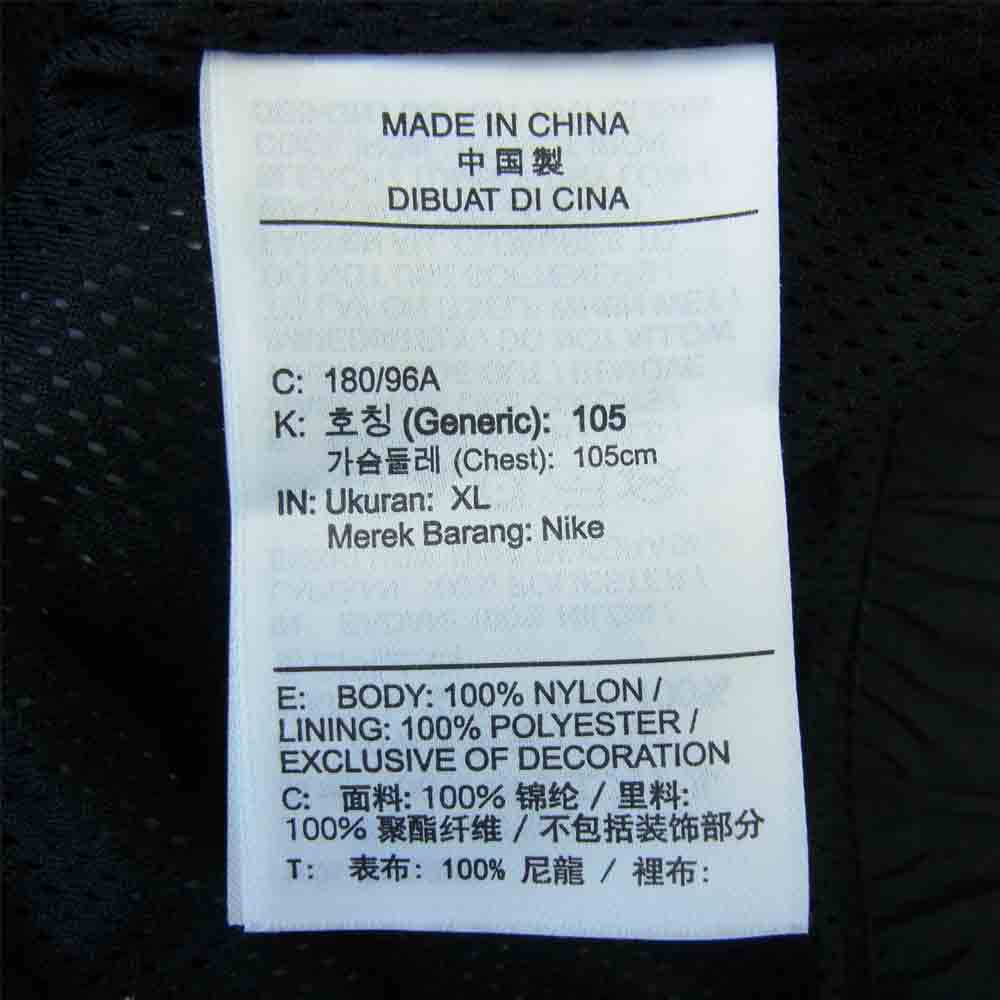 MADE IN CHINA
中国製
DIBUAT DI CINA
C: 180/96A
K: 호칭 (Generic): 105
가슴둘레 (Chest): 105cm
IN: Ukuran: XL
Merek Barang: Nike
E: BODY: 100% NYLON /
LINING: 100% POLYESTER /
EXCLUSIVE OF DECORATION
C: 面料: 100% 锦纶 / 里料:
100% 聚酯纤维 / 不包括装饰部分
T: 表布: 100% 尼龍 / 裡布: